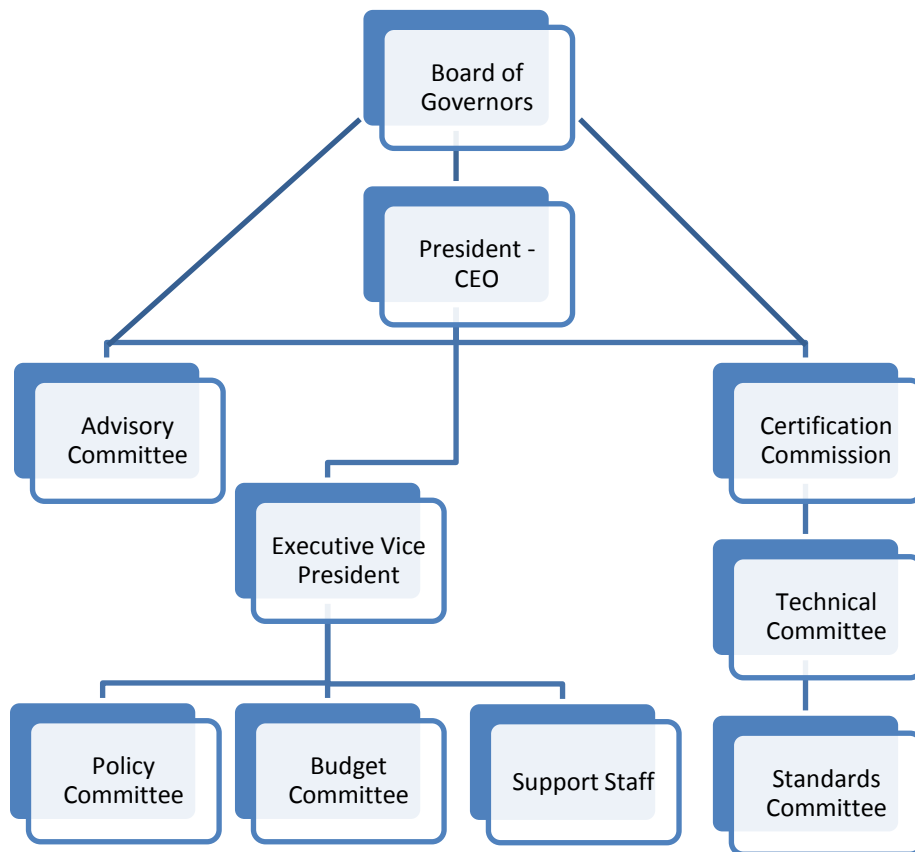 Board of
Governors
President -
CEO
Advisory
Committee
Certification
Commission
Executive Vice
President
Technical
Committee
Policy
Committee
Budget
Committee
Support Staff
Standards
Committee